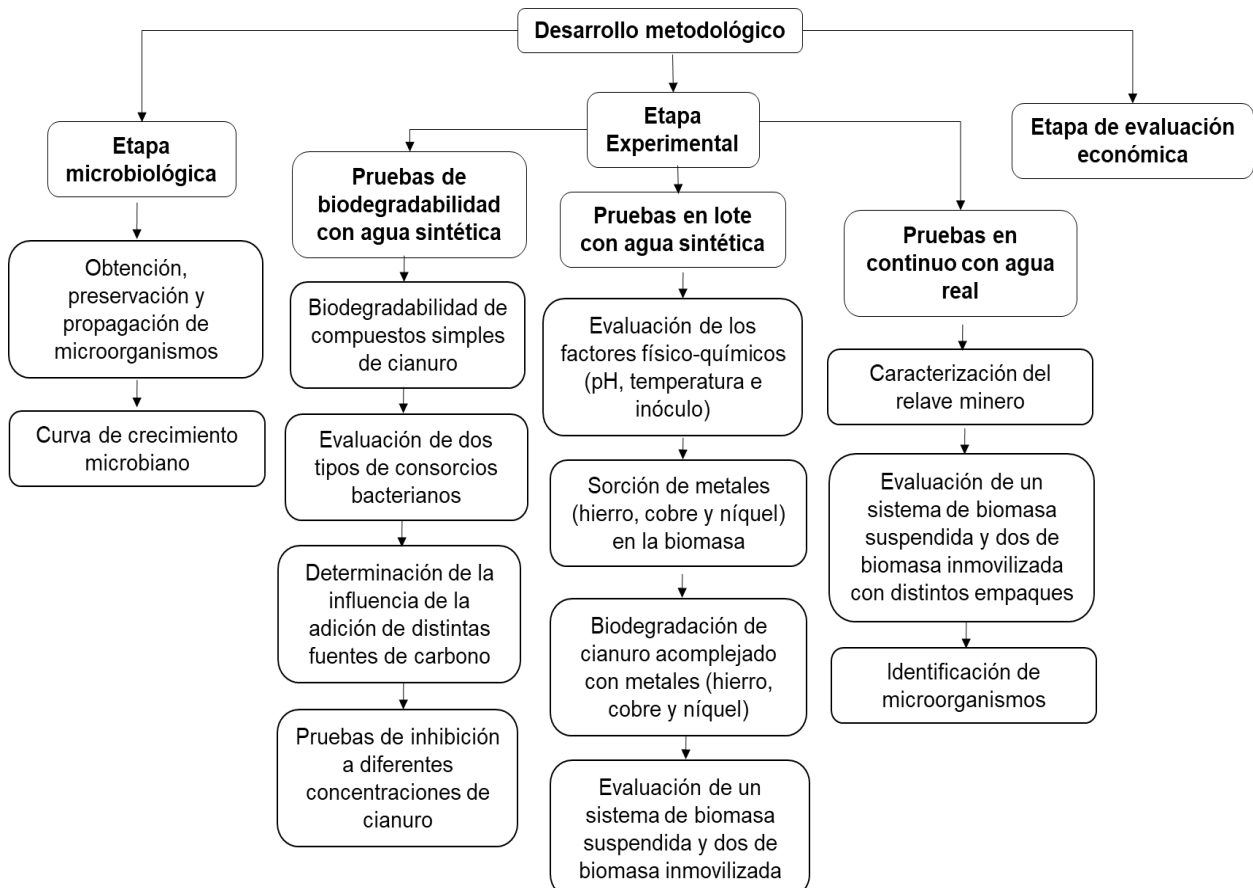 Desarrollo metodológico
Etapa
microbiológica
Obtención,
preservación y
propagación de
microorganismos
Curva de crecimiento
microbiano
Etapa
Experimental
Pruebas de
biodegradabilidad
con agua sintética
Biodegradabilidad de
compuestos simples
de cianuro
Evaluación de dos
tipos de consorcios
bacterianos
Determinación de la
influencia de la
adición de distintas
fuentes de carbono
Pruebas de inhibición
a diferentes
concentraciones de
cianuro
Pruebas en lote
con agua sintética
Evaluación de los
factores físico-químicos
(pH, temperatura e
inóculo)
Sorción de metales
(hierro, cobre y níquel)
en la biomasa
Biodegradación de
cianuro acomplejado
con metales (hierro,
cobre y níquel)
Evaluación de un
sistema de biomasa
suspendida y dos de
biomasa inmovilizada
Pruebas en
continuo con agua
real
Caracterización del
relave minero
Evaluación de un
sistema de biomasa
suspendida y dos de
biomasa inmovilizada
con distintos empaques
Identificación de
microorganismos
Etapa de evaluación
económica